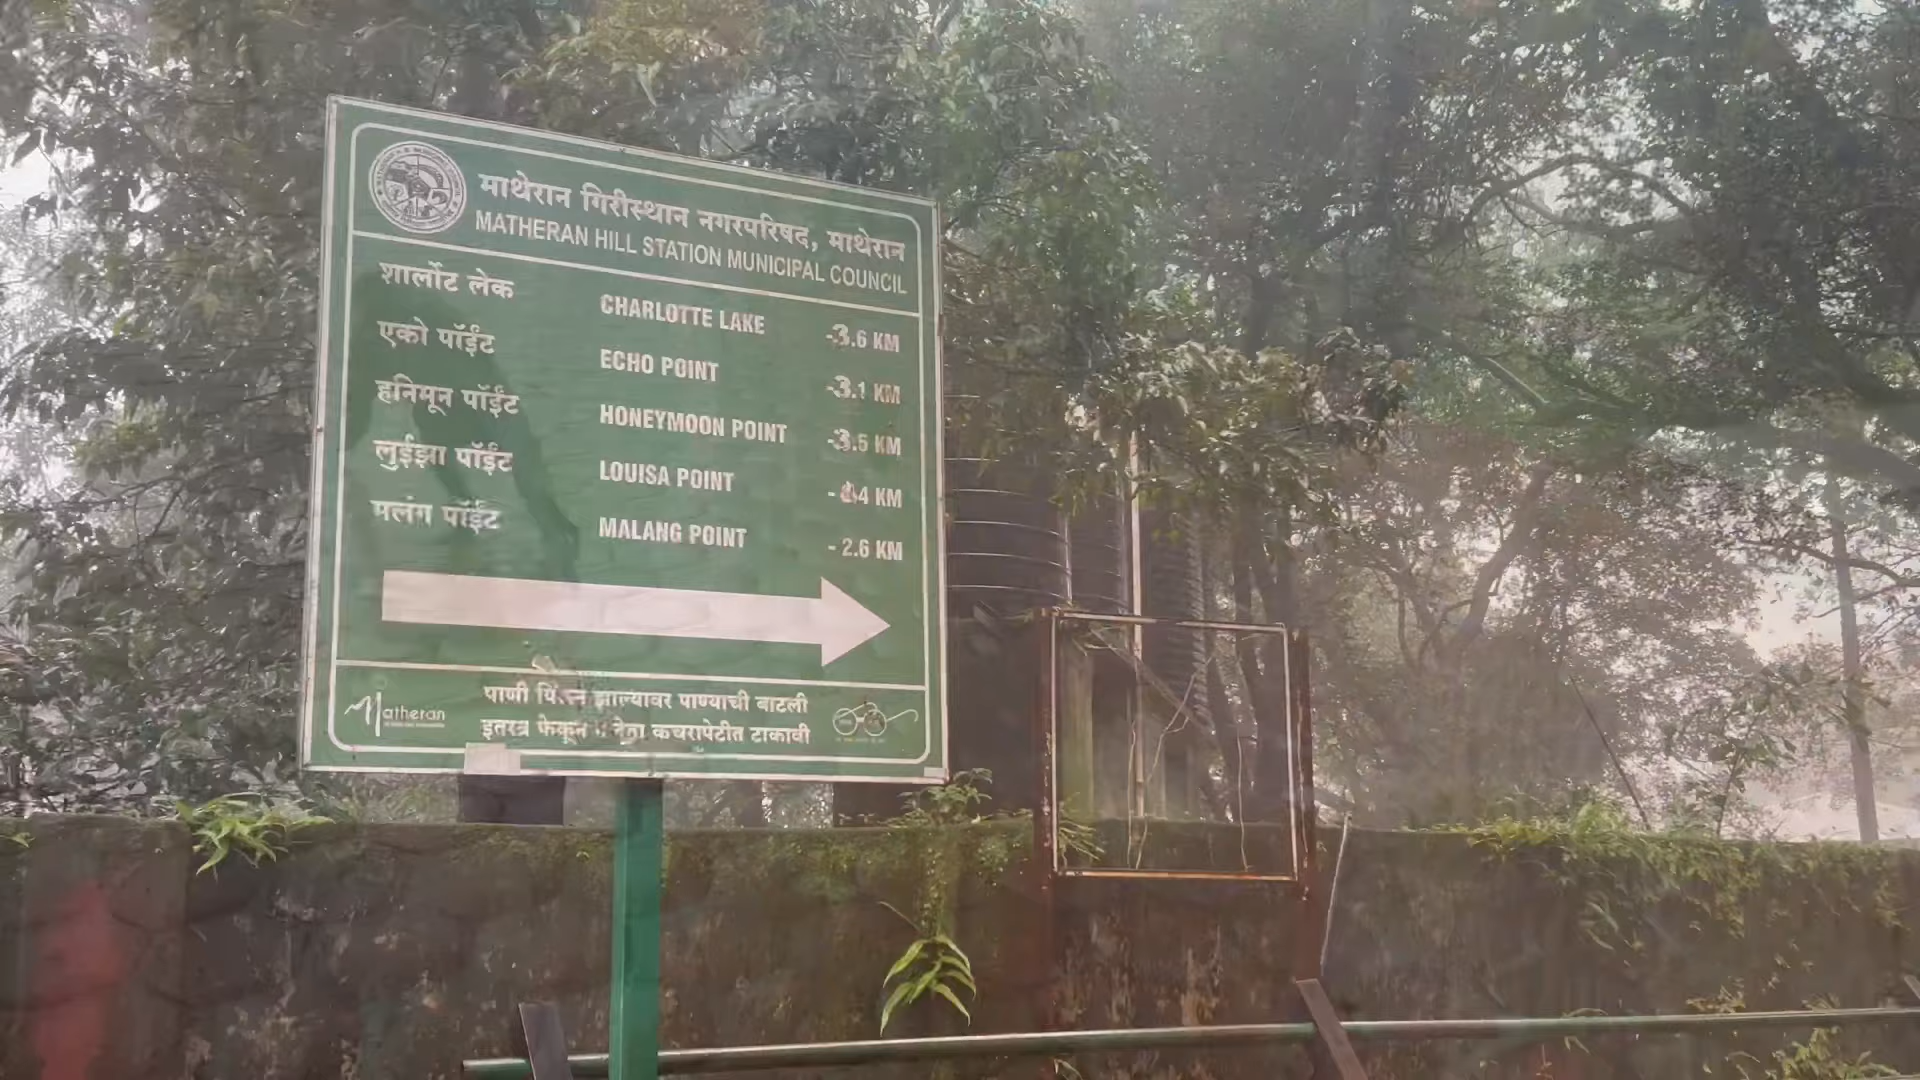 माथेरान गिरीस्थान नगरपरिषद, माथेरान
MATHERAN HILL STATION MUNICIPAL COUNCIL
शार्लोट लेक CHARLOTTE LAKE -3.6 KM
एको पॉईंट ECHO POINT -3.1 KM
हनिमून पॉईंट HONEYMOON POINT -3.5 KM
लुईझा पॉईंट LOUISA POINT - 4 KM
मलंग पॉईंट MALANG POINT - 2.6 KM
Matheran
पाणी झाल्यावर पाण्याची बाटली
इतरत्र फेकून कचरापेटीत टाकावी